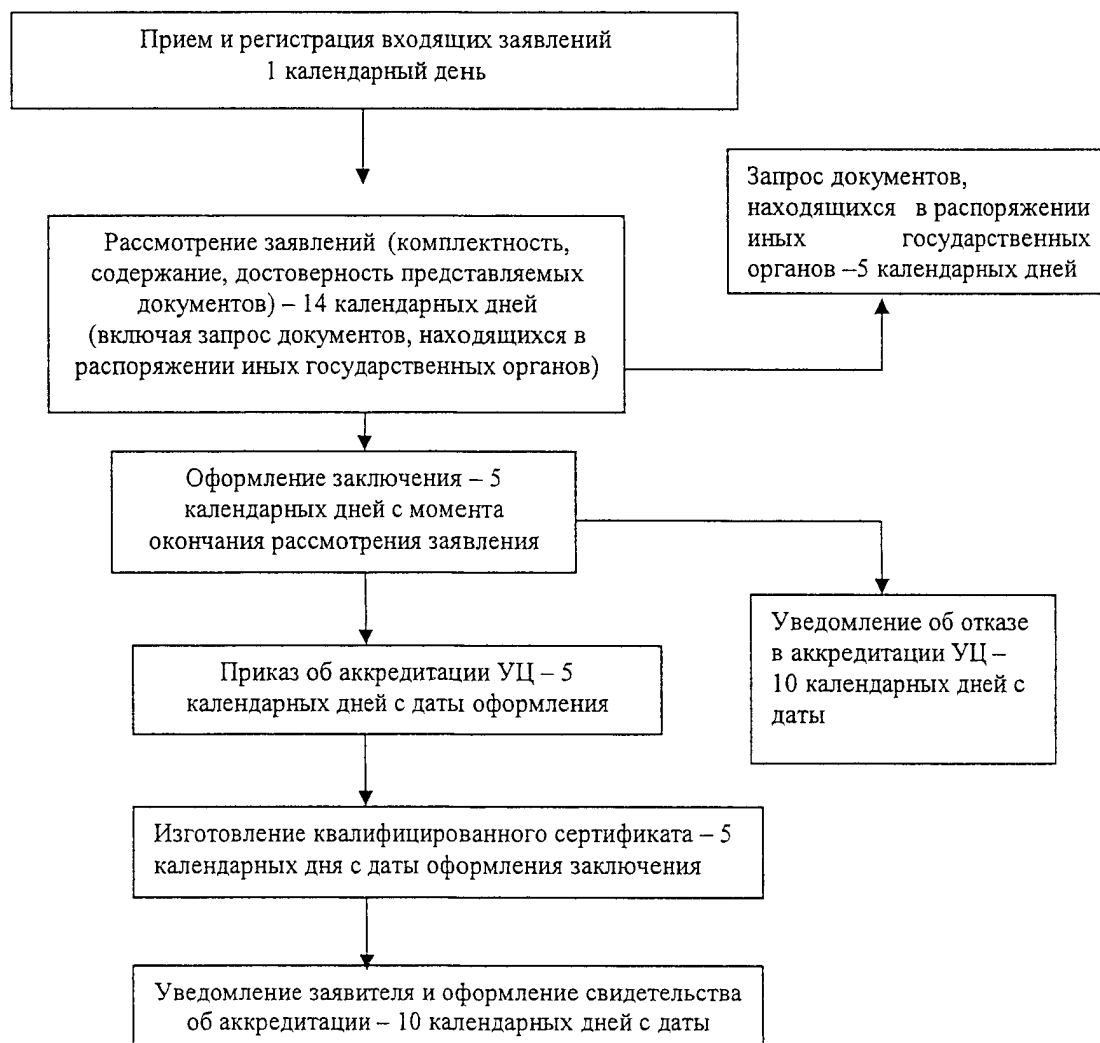 Прием и регистрация входящих заявлений
1 календарный день
Запрос документов,
находящихся в распоряжении
иных государственных
органов –5 календарных дней
Рассмотрение заявлений (комплектность,
содержание, достоверность представляемых
документов) – 14 календарных дней
(включая запрос документов, находящихся в
распоряжении иных государственных органов)
Оформление заключения – 5
календарных дней с момента
окончания рассмотрения заявления
Уведомление об отказе
в аккредитации УЦ –
10 календарных дней с
даты
Приказ об аккредитации УЦ – 5
календарных дней с даты оформления
Изготовление квалифицированного сертификата – 5
календарных дня с даты оформления заключения
Уведомление заявителя и оформление свидетельства
об аккредитации – 10 календарных дней с даты